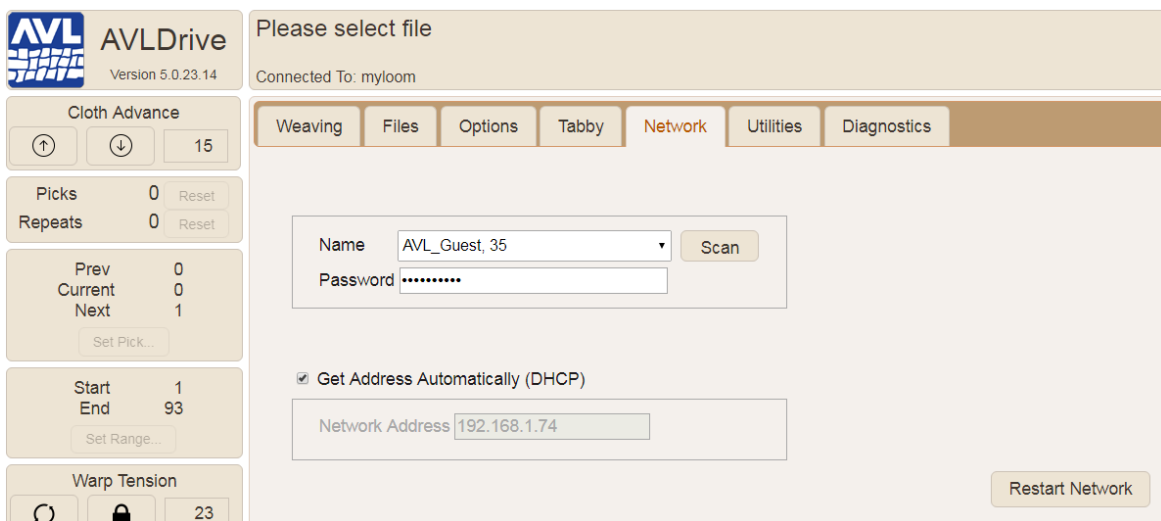 AVL
AVLDrive
Version 5.0.23.14
Please select file
Connected To: myloom
Cloth Advance
15
Picks 0 Reset
Repeats 0 Reset
Prev 0
Current 0
Next 1
Set Pick...
Start 1
End 93
Set Range...
Warp Tension
23
Weaving Files Options Tabby Network Utilities Diagnostics
Name AVL_Guest, 35 Scan
Password ••••••••••
Get Address Automatically (DHCP)
Network Address 192.168.1.74
Restart Network